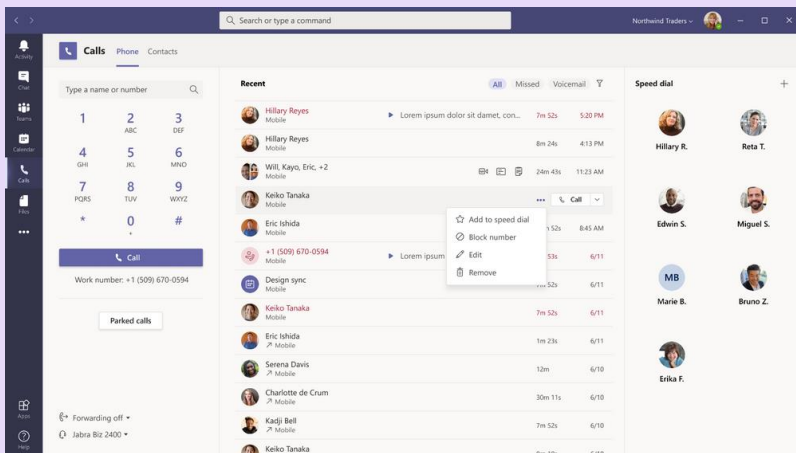 Search or type a command
Northwind Traders
Activity
Chat
Teams
Calendar
Calls
Files
Apps
Help
Calls Phone Contacts
Type a name or number
1 2 3
ABC DEF
4 5 6
GHI JKL MNO
7 8 9
PQRS TUV WXYZ
* 0 #
Call
Work number: +1 (509) 670-0594
Parked calls
Forwarding off
Jabra Biz 2400
Recent All Missed Voicemail
Hillary Reyes
Mobile
Lorem ipsum dolor sit damet, con... 7m 52s 5:20 PM
Hillary Reyes
Mobile
8m 24s 4:13 PM
Will, Kayo, Eric, +2
Mobile
24m 43s 11:23 AM
Keiko Tanaka
Mobile
... Call
Add to speed dial
Block number
Edit
Remove
Eric Ishida
Mobile
52s 8:45 AM
+1 (509) 670-0594
Mobile
Lorem ipsum 53s 6/11
Design sync
Mobile
52s 6/11
Keiko Tanaka
Mobile
7m 52s 6/11
Eric Ishida
Mobile
1m 23s 6/11
Serena Davis
Mobile
12m 6/10
Charlotte de Crum
Mobile
30m 11s 6/10
Kadji Bell
Mobile
7m 52s 6/10
Keiko Tanaka
Speed dial
Hillary R. Reta T.
Edwin S. Miguel S.
MB
Marie B. Bruno Z.
Erika F.